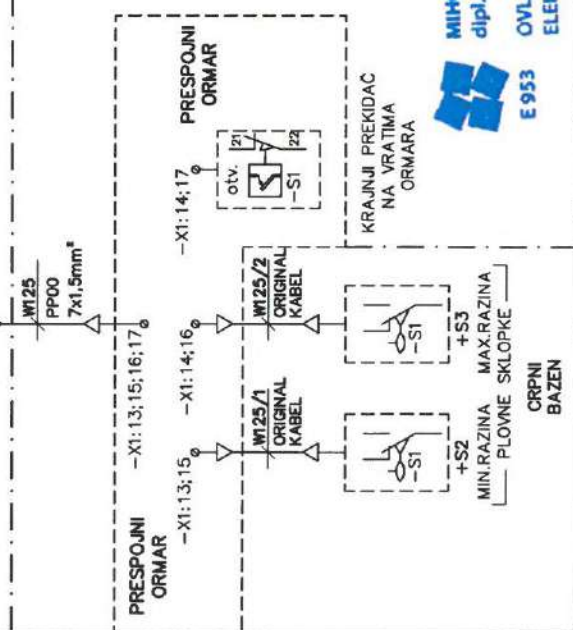 W125
PP00
7x1,5mm²
-X1:13;15;16;17
PRESPOJNI
ORMAR
-X1:13;15
-X1:14;16
W125/1
ORIGINAL
KABEL
W125/2
ORIGINAL
KABEL
PRESPOJNI
ORMAR
-X1:14;17
otv.
21
22
-S1
KRAJNJI PREKIDAČ
NA VRATIMA
ORMARA
-S1
-S1
+S2
+S3
MIN.RAZINA MAX.RAZINA
PLOVNE SKLOPKE
CRPNI
BAZEN
dipl.
E 953